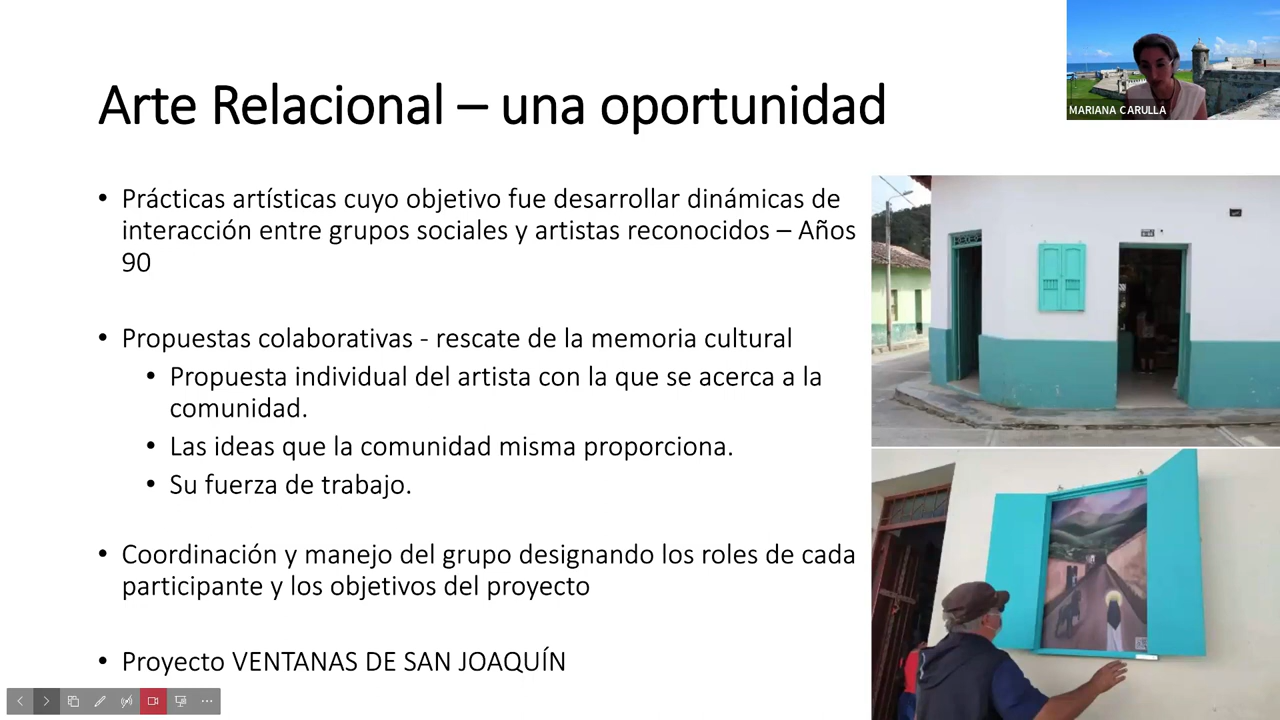 Arte Relacional – una oportunidad
MARIANA CARULLA
• Prácticas artísticas cuyo objetivo fue desarrollar dinámicas de
interacción entre grupos sociales y artistas reconocidos – Años
90
• Propuestas colaborativas - rescate de la memoria cultural
• Propuesta individual del artista con la que se acerca a la
comunidad.
• Las ideas que la comunidad misma proporciona.
• Su fuerza de trabajo.
• Coordinación y manejo del grupo designando los roles de cada
participante y los objetivos del proyecto
• Proyecto VENTANAS DE SAN JOAQUÍN